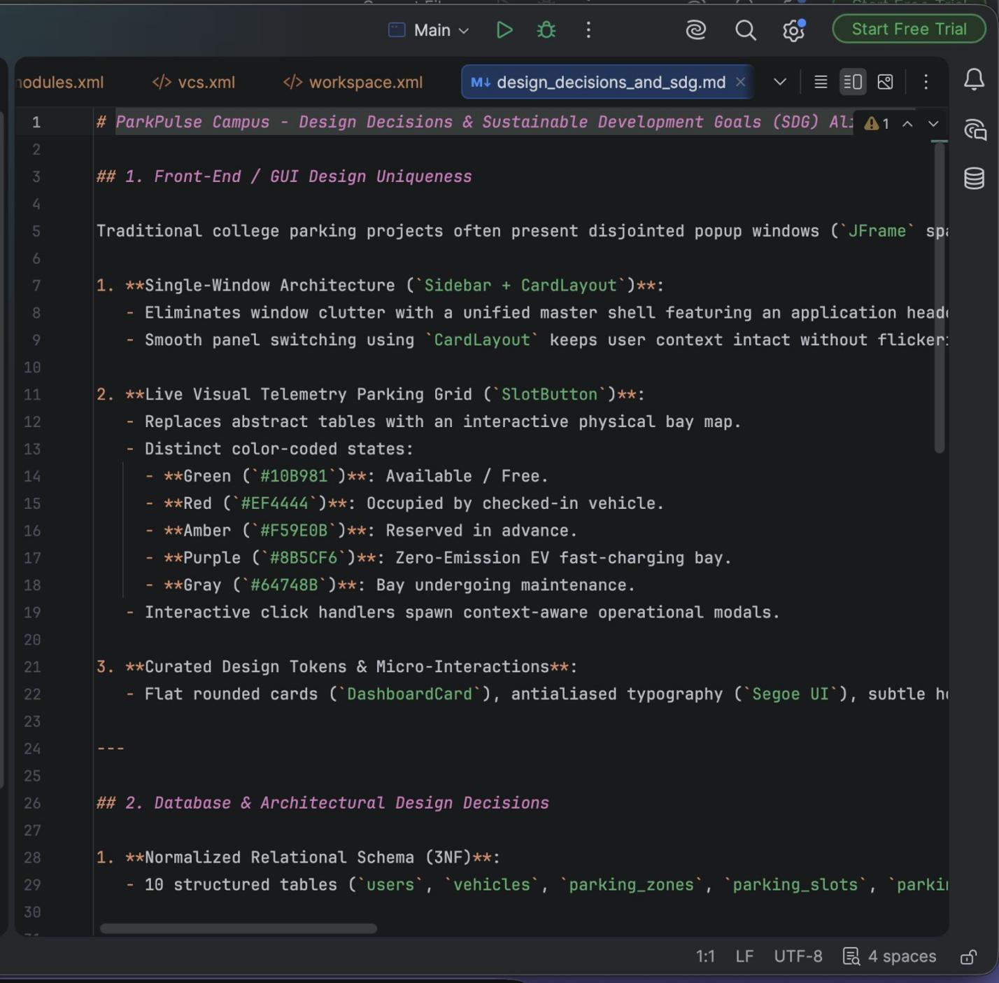 Main
Start Free Trial
odules.xml
</> vcs.xml
</> workspace.xml
M↓ design_decisions_and_sdg.md
1 # ParkPulse Campus - Design Decisions & Sustainable Development Goals (SDG) Ali
1
2
3 ## 1. Front-End / GUI Design Uniqueness
4
5 Traditional college parking projects often present disjointed popup windows (`JFrame` spa
6
7 1. **Single-Window Architecture (`Sidebar + CardLayout`)**:
8 - Eliminates window clutter with a unified master shell featuring an application heade
9 - Smooth panel switching using `CardLayout` keeps user context intact without flicker
10
11 2. **Live Visual Telemetry Parking Grid (`SlotButton`)**:
12 - Replaces abstract tables with an interactive physical bay map.
13 - Distinct color-coded states:
14 - **Green (`#10B981`)**: Available / Free.
15 - **Red (`#EF4444`)**: Occupied by checked-in vehicle.
16 - **Amber (`#F59E0B`)**: Reserved in advance.
17 - **Purple (`#8B5CF6`)**: Zero-Emission EV fast-charging bay.
18 - **Gray (`#64748B`)**: Bay undergoing maintenance.
19 - Interactive click handlers spawn context-aware operational modals.
20
21 3. **Curated Design Tokens & Micro-Interactions**:
22 - Flat rounded cards (`DashboardCard`), antialiased typography (`Segoe UI`), subtle h
23
24 ---
25
26 ## 2. Database & Architectural Design Decisions
27
28 1. **Normalized Relational Schema (3NF)**:
29 - 10 structured tables (`users`, `vehicles`, `parking_zones`, `parking_slots`, `parkin
30
1:1 LF UTF-8 4 spaces